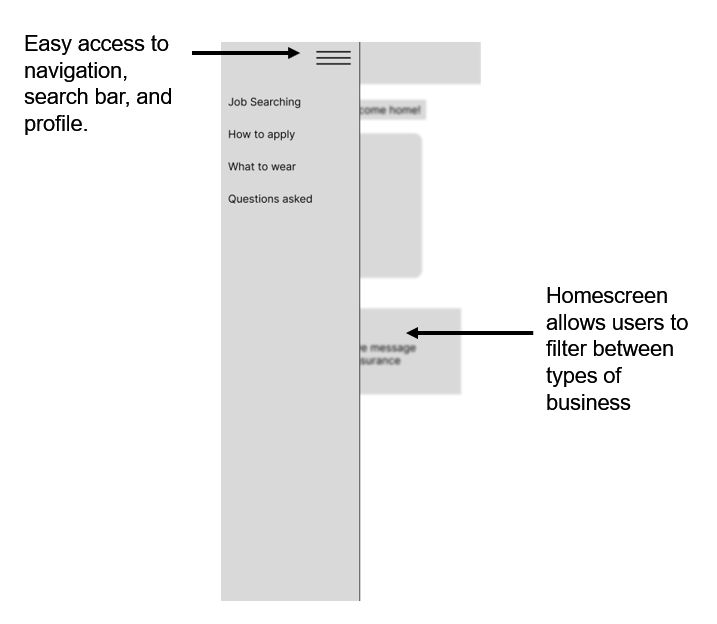 Easy access to
navigation,
search bar, and
profile.
Job Searching
How to apply
What to wear
Questions asked
come home!
message
surance
Homescreen
allows users to
filter between
types of
business